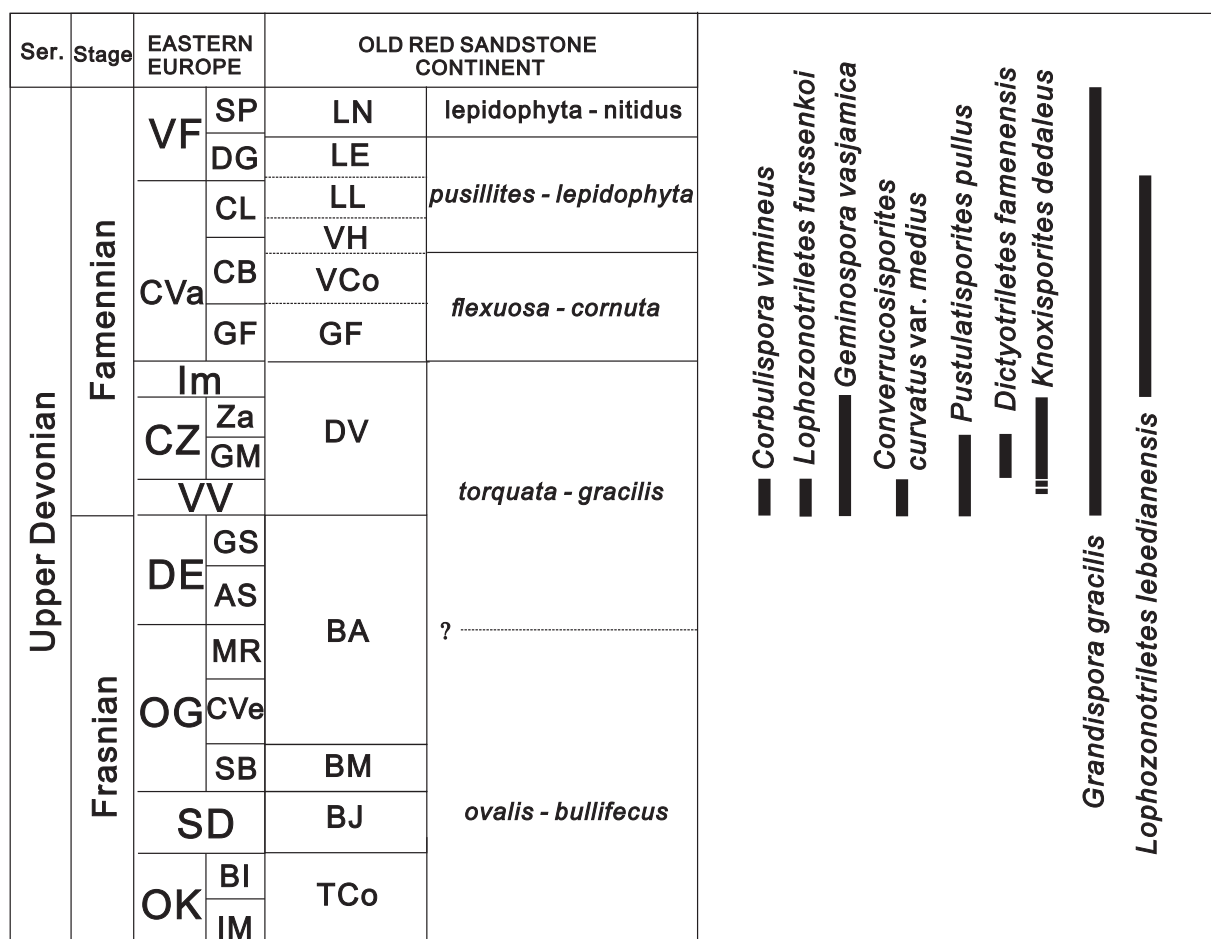 Ser.
Stage
EASTERN
EUROPE
OLD RED SANDSTONE
CONTINENT
Upper Devonian
Famennian
Frasnian
VF
SP
DG
CVa
CL
CB
GF
Im
CZ
Za
GM
VV
DE
GS
AS
OG
MR
CVe
SB
SD
OK
BI
IM
LN
LE
LL
VH
VCo
GF
DV
BA
BM
BJ
TCo
lepidophyta - nitidus
pusillites - lepidophyta
flexuosa - cornuta
torquata - gracilis
?
ovalis - bullifecus
Corbulispora vimineus
Lophozonotriletes furssenkoi
Geminospora vasjamica
Converrucosisporites
curvatus var. medius
Pustulatisporites pullus
Dictyotriletes famenensis
Knoxisporites dedaleus
Grandispora gracilis
Lophozonotriletes lebedianensis